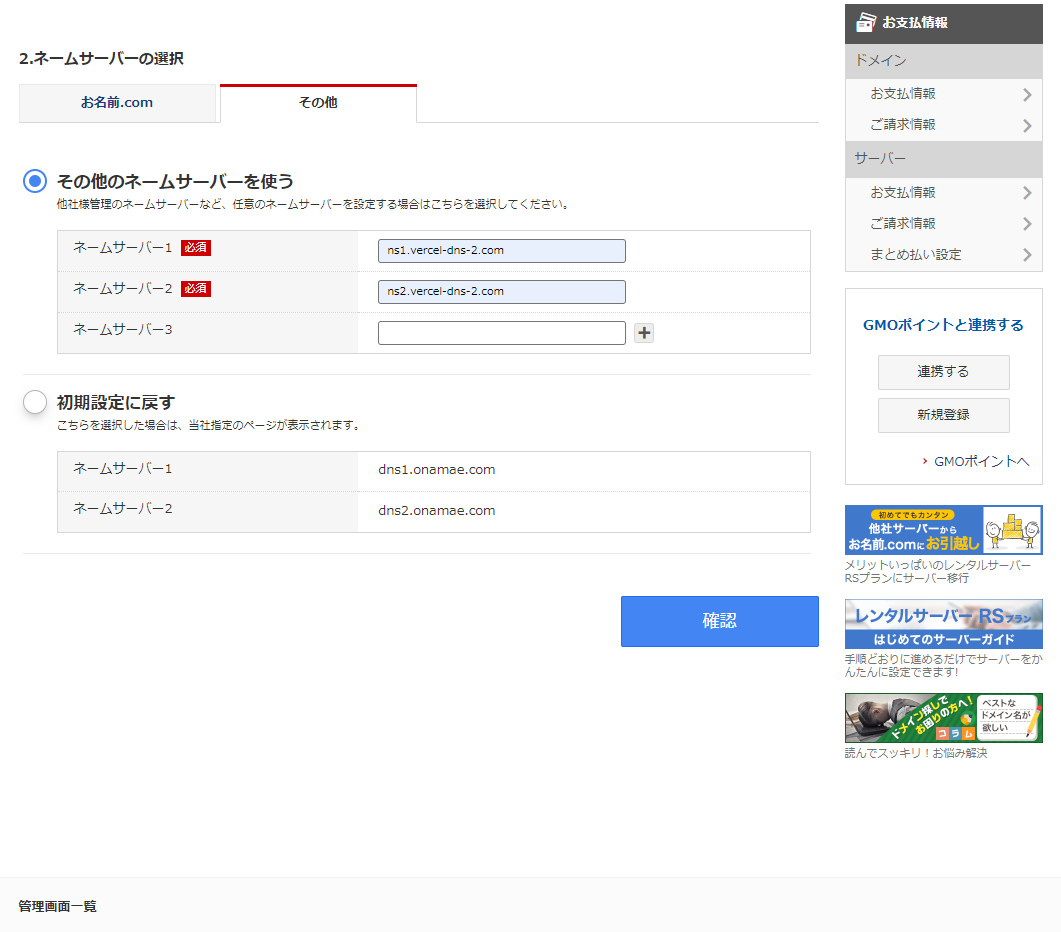 2.ネームサーバーの選択
お名前.com
その他
その他のネームサーバーを使う
他社様管理のネームサーバーなど、任意のネームサーバーを設定する場合はこちらを選択してください。
ネームサーバー1 必須
ns1.vercel-dns-2.com
ネームサーバー2 必須
ns2.vercel-dns-2.com
ネームサーバー3
初期設定に戻す
こちらを選択した場合は、当社指定のページが表示されます。
ネームサーバー1
dns1.onamae.com
ネームサーバー2
dns2.onamae.com
確認
お支払情報
ドメイン
お支払情報
ご請求情報
サーバー
お支払情報
ご請求情報
まとめ払い設定
GMOポイントと連携する
連携する
新規登録
GMOポイントへ
初めてでもカンタン
他社サーバーから
お名前.comにお引越し
メリットいっぱいのレンタルサーバー
RSプランにサーバー移行
レンタルサーバー RSプラン
はじめてのサーバーガイド
手順どおりに進めるだけでサーバーをか
んたんに設定できます!
ドメイン探しで
お困りの方へ!
コラム
ベストな
ドメイン名が
欲しい
読んでスッキリ！お悩み解決
管理画面一覧